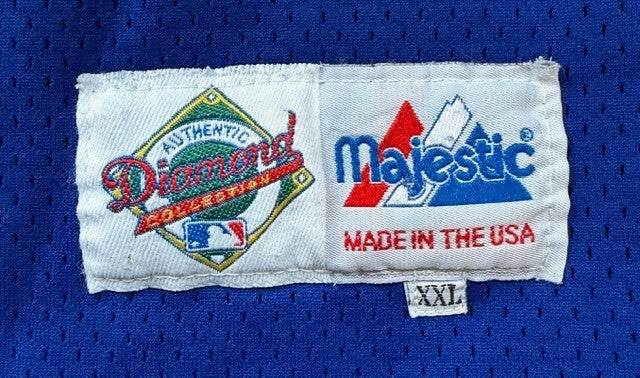 AUTHENTIC
Diamond
COLLECTION
Majestic®
MADE IN THE USA
XXL